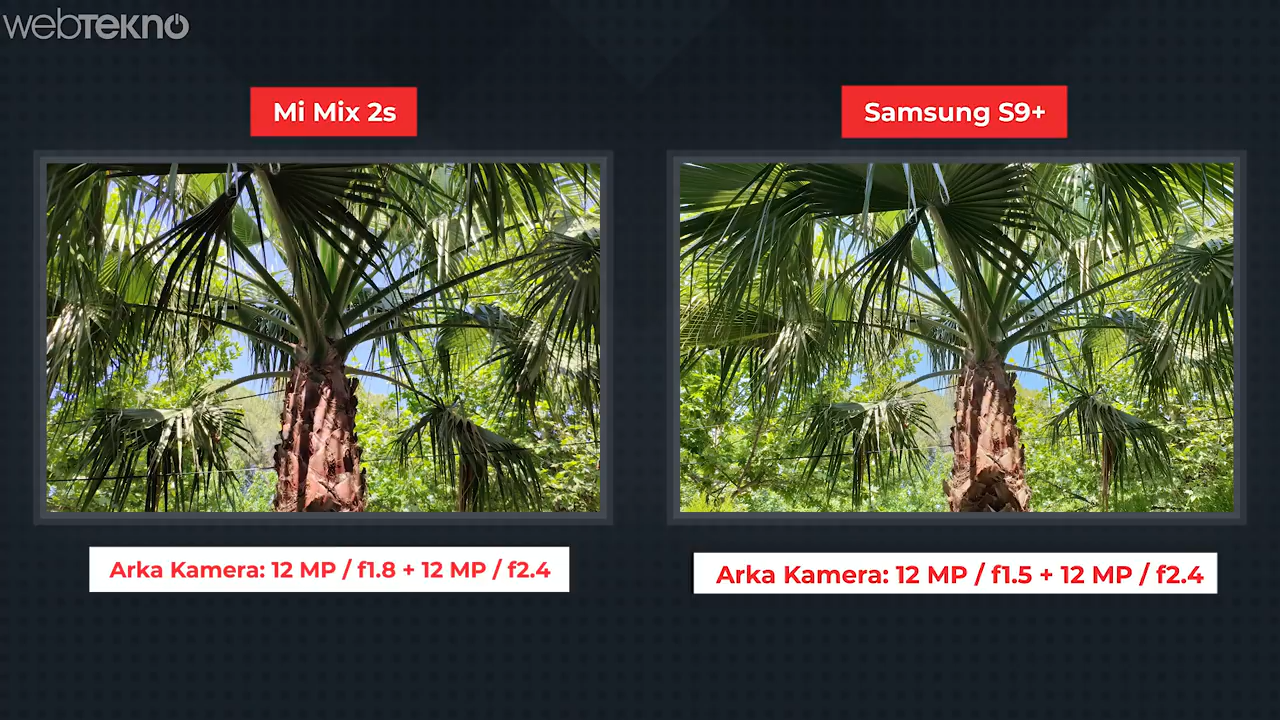 webtekno
Mi Mix 2s
Samsung S9+
Arka Kamera: 12 MP / f1.8 + 12 MP / f2.4
Arka Kamera: 12 MP / f1.5 + 12 MP / f2.4